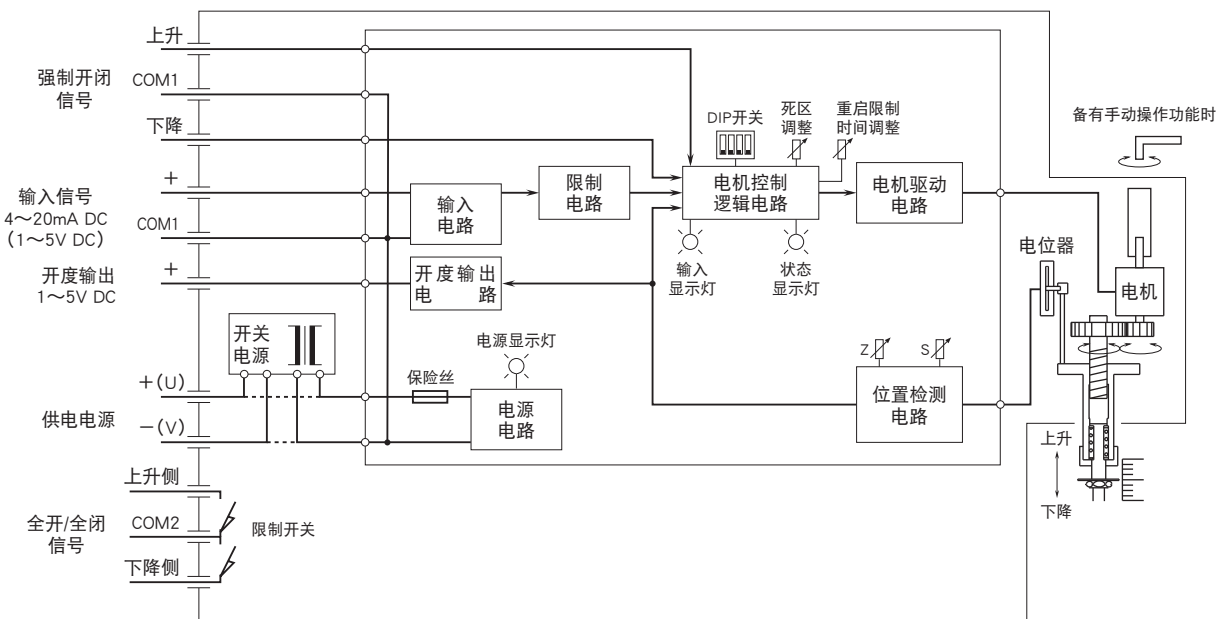 上升
强制开闭
信号
COM1
下降
输入信号
4～20mA DC
(1～5V DC)
+
COM1
开度输出
1～5V DC
+
开关
电源
供电电源
+(U)
−(V)
全开/全闭
信号
上升侧
COM2
下降侧
限制开关
输入
电路
限制
电路
DIP开关
死区
调整
重启限制
时间调整
电机控制
逻辑电路
电机驱动
电路
输入
显示灯
状态
显示灯
开度输出
电路
电源显示灯
保险丝
电源
电路
Z
S
位置检测
电路
备有手动操作功能时
电位器
电机
上升
下降